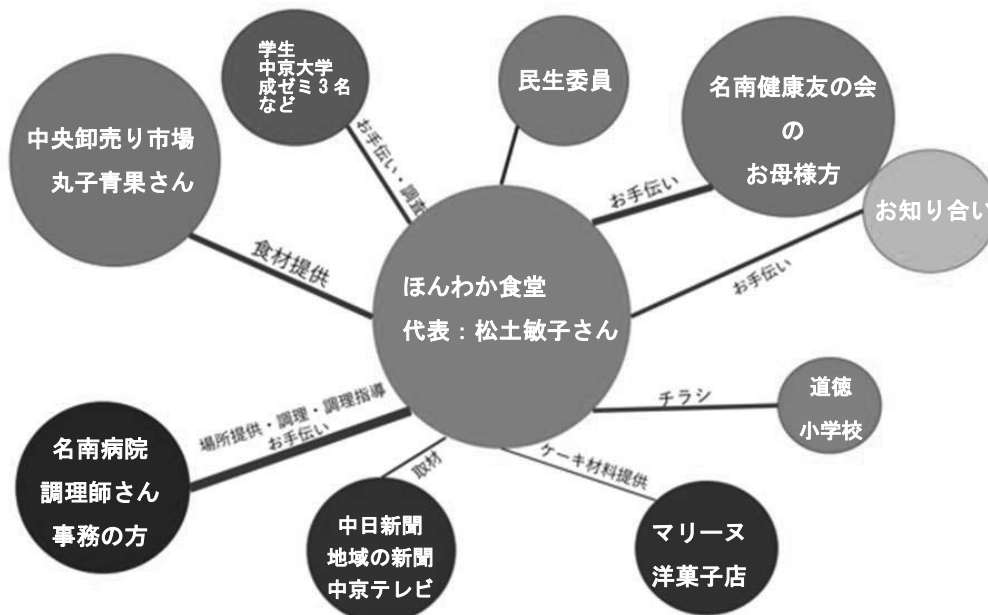 学生
中京大学
成ゼミ3名
など
民生委員
名南健康友の会
の
お母様方
中央卸売り市場
丸子青果さん
お知り合い
お手伝い・調査
お手伝い
食材提供
お手伝い
ほんわか食堂
代表：松土敏子さん
場所提供・調理・調理指導
お手伝い
チラシ
道徳
小学校
名南病院
調理師さん
事務の方
取材
ケーキ材料提供
中日新聞
地域の新聞
中京テレビ
マリーヌ
洋菓子店